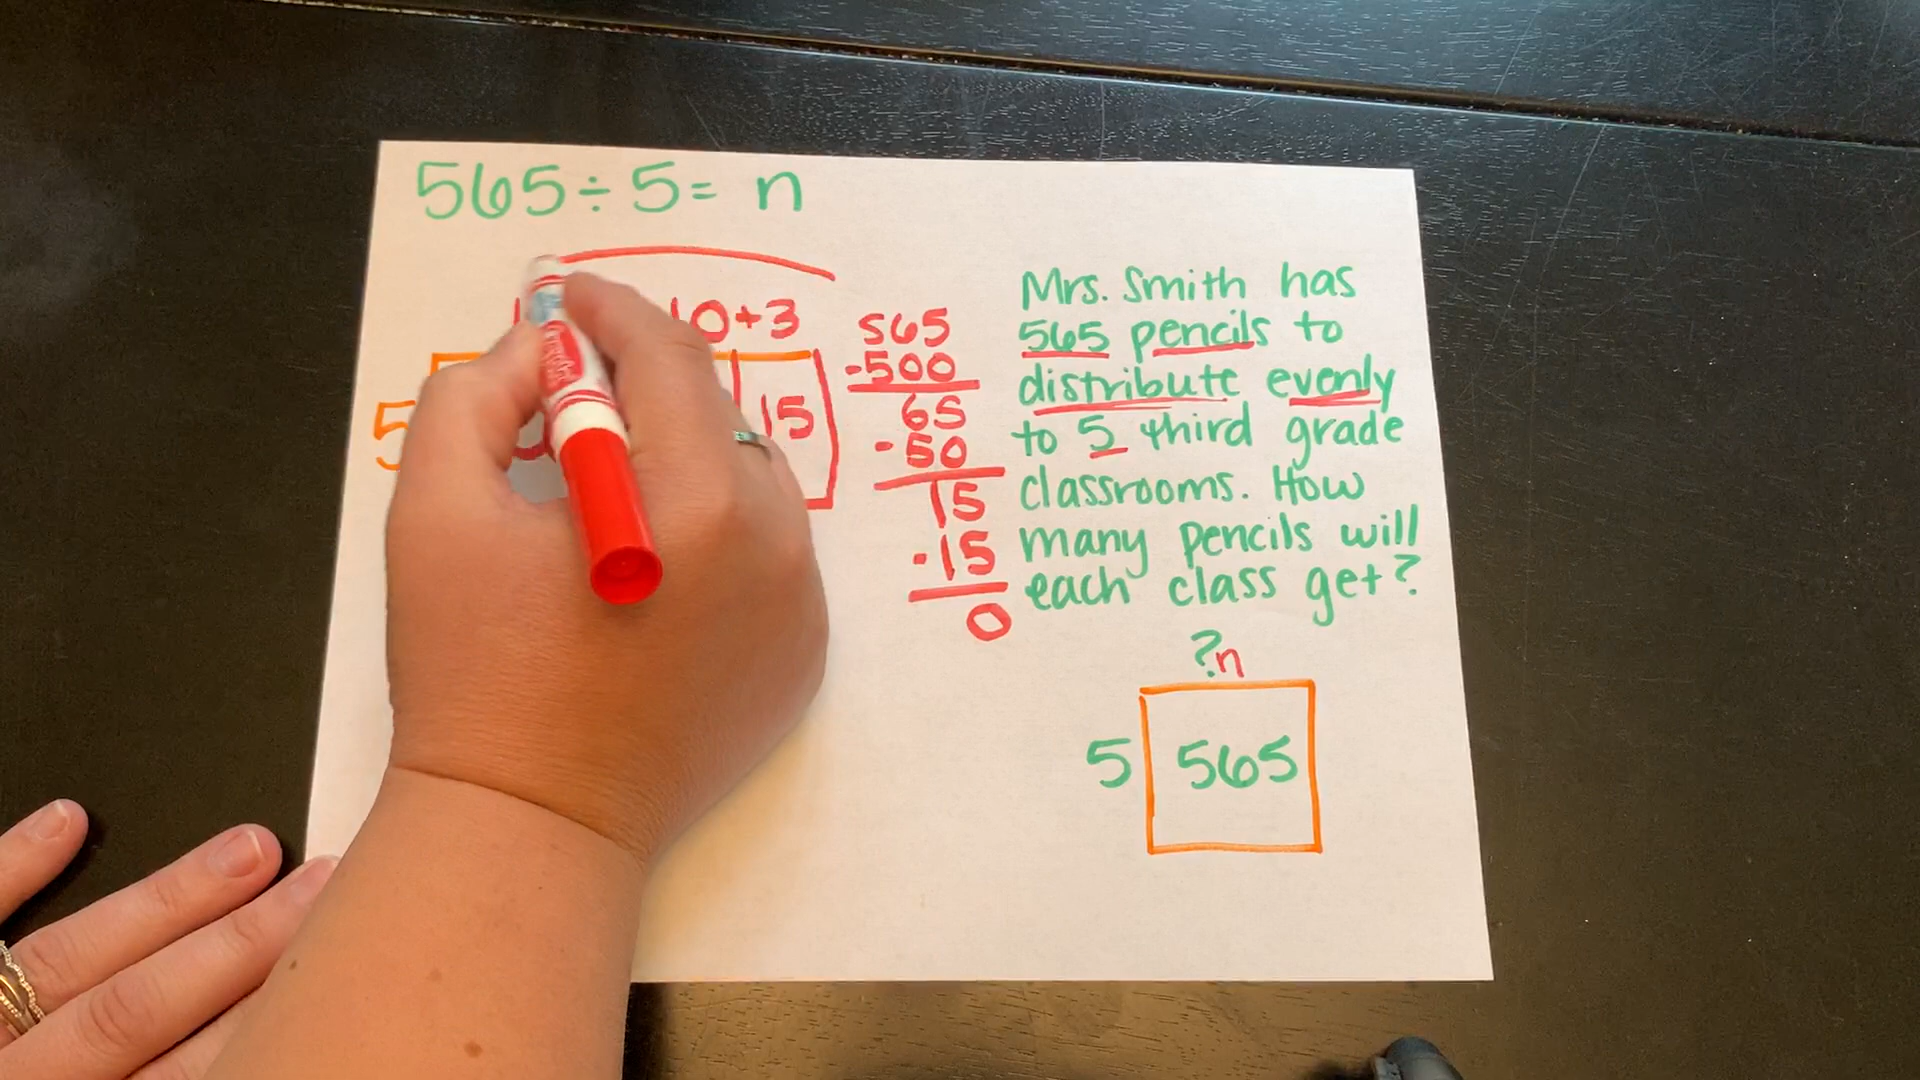 565 ÷ 5 = n
10+3
5
15
565
-500
65
-50
15
-15
0
Mrs. Smith has
565 pencils to
distribute evenly
to 5 third grade
classrooms. How
many pencils will
each class get?
?n
5 565